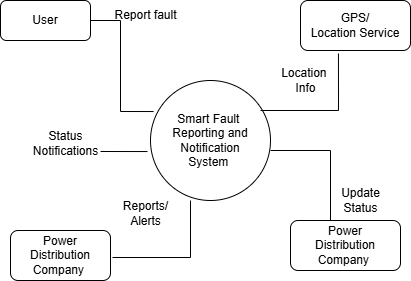 User
Report fault
GPS/
Location Service
Location
Info
Smart Fault
Reporting and
Notification
System
Status
Notifications
Reports/
Alerts
Update
Status
Power
Distribution
Company
Power
Distribution
Company